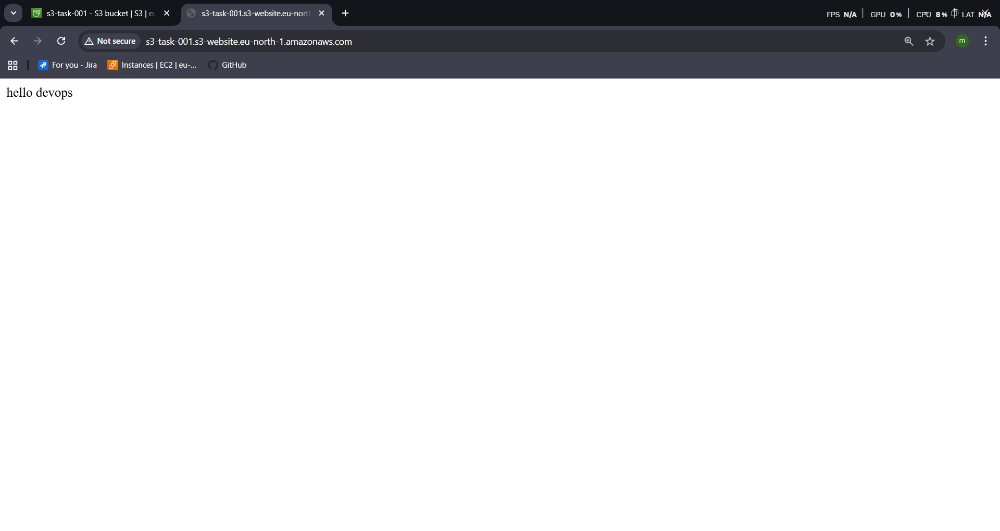 s3-task-001 - S3 bucket | S3 | eu
s3-task-001.s3-website.eu-nort
FPS N/A GPU 0% CPU 8% LAT N/A
Not secure s3-task-001.s3-website.eu-north-1.amazonaws.com
m
For you - Jira
Instances | EC2 | eu-...
GitHub
hello devops